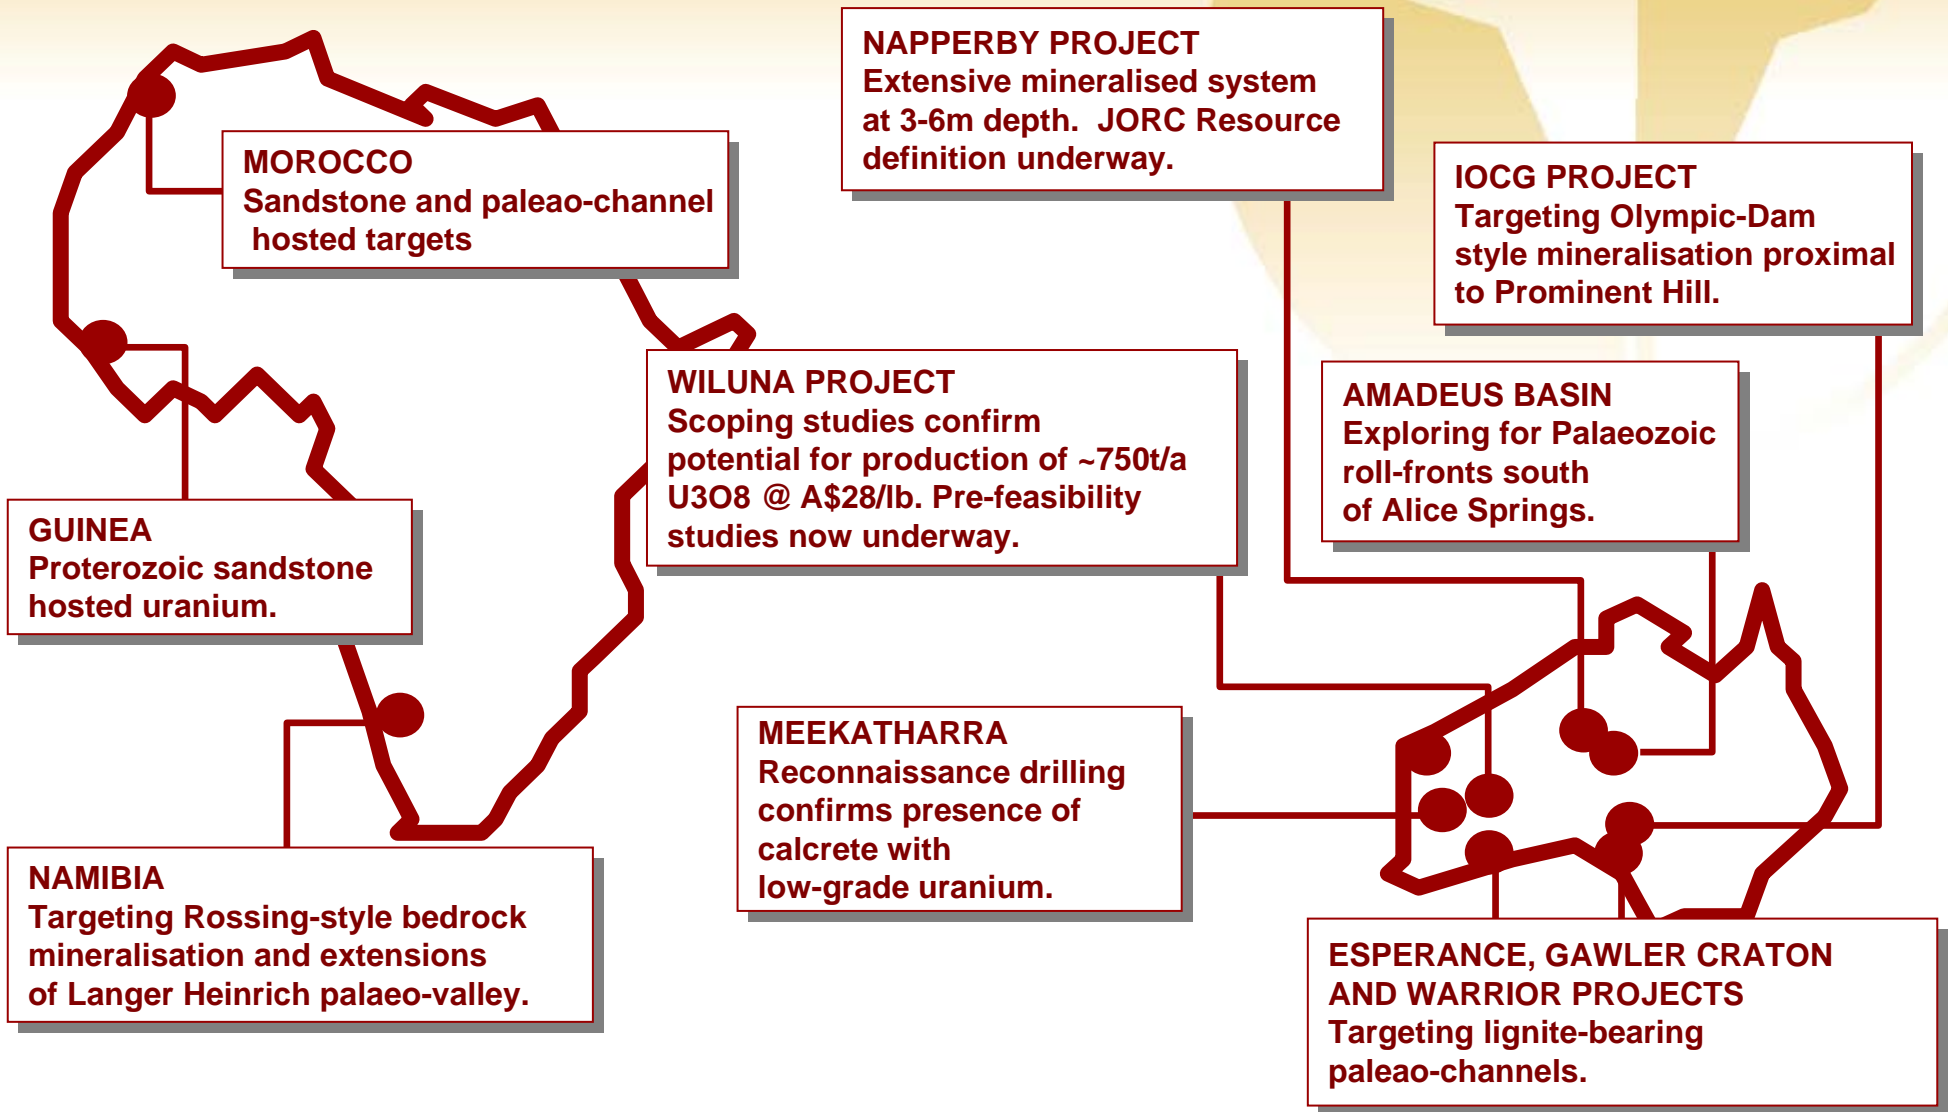 NAPPERBY PROJECT
Extensive mineralised system
at 3-6m depth.  JORC Resource
definition underway.
MOROCCO
Sandstone and paleao-channel
hosted targets
IOCG PROJECT
Targeting Olympic-Dam
style mineralisation proximal
to Prominent Hill.
WILUNA PROJECT
Scoping studies confirm
potential for production of ~750t/a
U3O8 @ A$28/lb. Pre-feasibility
studies now underway.
AMADEUS BASIN
Exploring for Palaeozoic
roll-fronts south
of Alice Springs.
GUINEA
Proterozoic sandstone
hosted uranium.
MEEKATHARRA
Reconnaissance drilling
confirms presence of
calcrete with
low-grade uranium.
NAMIBIA
Targeting Rossing-style bedrock
mineralisation and extensions
of Langer Heinrich palaeo-valley.
ESPERANCE, GAWLER CRATON
AND WARRIOR PROJECTS
Targeting lignite-bearing
paleao-channels.